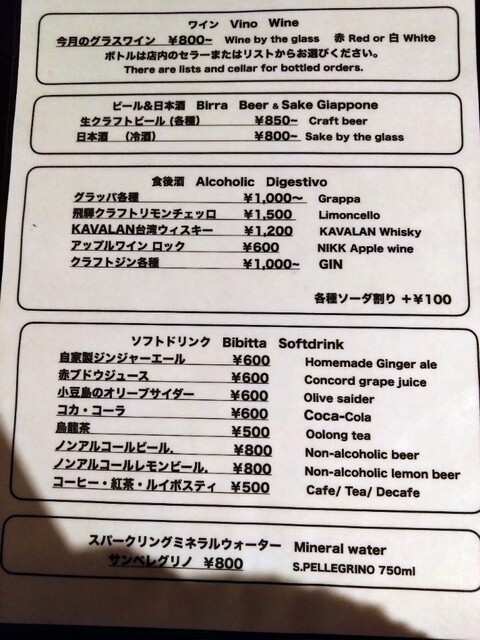 ワイン Vino Wine
今月のグラスワイン ¥800~ Wine by the glass 赤 Red or 白 White
ボトルは店内のセラーまたはリストからお選びください。
There are lists and cellar for bottled orders.
ビール&日本酒 Birra Beer & Sake Giappone
生クラフトビール (各種) ¥850~ Craft beer
日本酒 (冷酒) ¥800~ Sake by the glass
食後酒 Alcoholic Digestivo
グラッパ各種 ¥1,000~ Grappa
飛騨クラフトリモンチェッロ ¥1,500 Limoncello
KAVALAN台湾ウィスキー ¥1,200 KAVALAN Whisky
アップルワイン ロック ¥600 NIKK Apple wine
クラフトジン各種 ¥1,000~ GIN
各種ソーダ割り +¥100
ソフトドリンク Bibitta Softdrink
自家製ジンジャーエール ¥600 Homemade Ginger ale
赤ブドウジュース ¥600 Concord grape juice
小豆島のオリーブサイダー ¥600 Olive saider
コカ・コーラ ¥600 Coca-Cola
烏龍茶 ¥500 Oolong tea
ノンアルコールビール. ¥800 Non-alcoholic beer
ノンアルコールレモンビール. ¥800 Non-alcoholic lemon beer
コーヒー・紅茶・ルイボスティ ¥500 Cafe/ Tea/ Decafe
スパークリングミネラルウォーター Mineral water
サンペレグリノ ¥800 S.PELLEGRINO 750ml